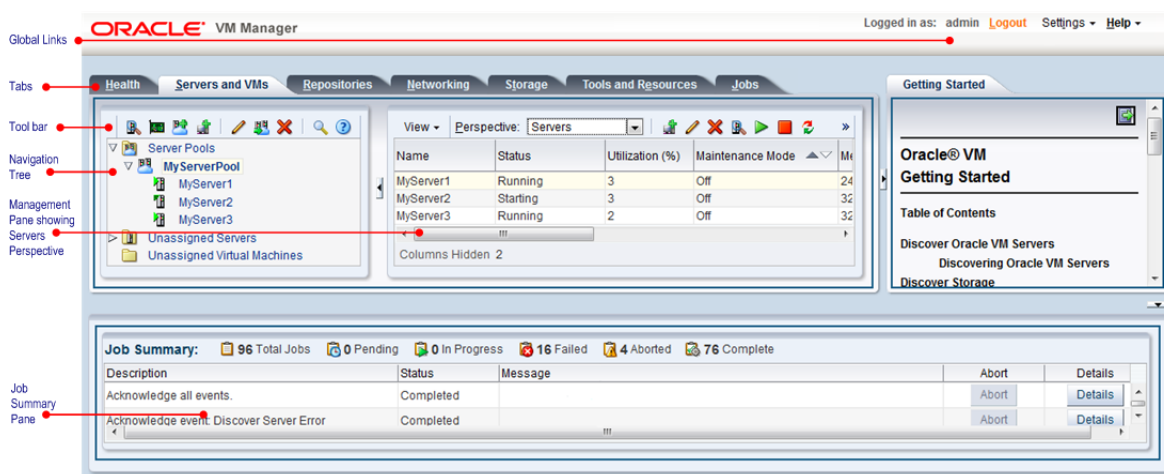 ORACLE VM Manager
Logged in as: admin Logout Settings Help
Global Links
Tabs
Health Servers and VMs Repositories Networking Storage Tools and Resources Jobs
Getting Started
Tool bar
View Perspective: Servers »
Navigation
Tree
Server Pools
MyServerPool
MyServer1
MyServer2
MyServer3
Unassigned Servers
Unassigned Virtual Machines
Name Status Utilization (%) Maintenance Mode
MyServer1 Running 3 Off 24
MyServer2 Starting 3 Off 32
MyServer3 Running 2 Off 32
Columns Hidden 2
Oracle® VM
Getting Started
Table of Contents
Discover Oracle VM Servers
Discovering Oracle VM Servers
Discover Storage
Management
Pane showing
Servers
Perspective
Job Summary: 96 Total Jobs 0 Pending 0 In Progress 16 Failed 4 Aborted 76 Complete
Description Status Message Abort Details
Acknowledge all events. Completed Abort Details
Acknowledge event: Discover Server Error Completed Abort Details
Job
Summary
Pane